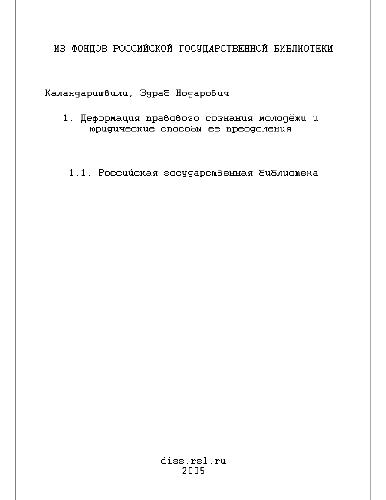 ИЗ ФОНДОВ РОССИЙСКОЙ ГОСУДАРСТВЕННОЙ БИБЛИОТЕКИ
Каландаришвили, Зураб Нодарович
1. Деформация правового сознания молодёжи и
юридические способы ее преодоления
1.1. Российская государственная библиотека
diss.rsl.ru
2005